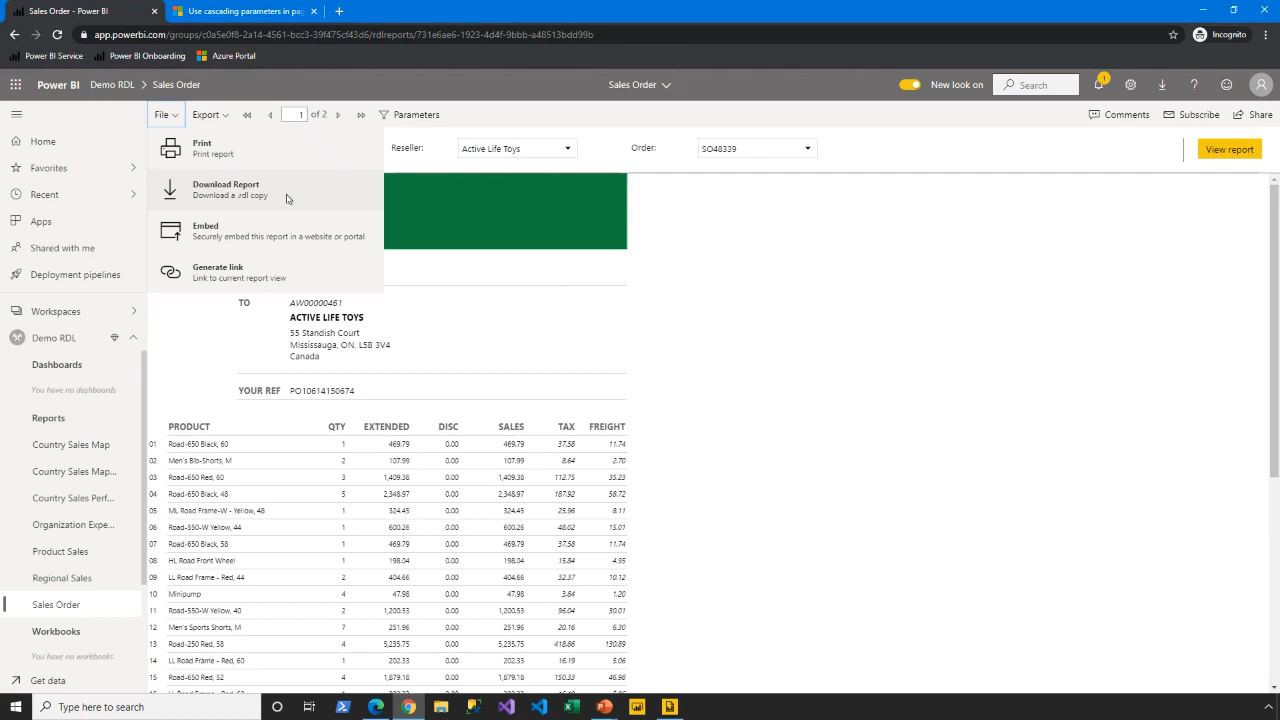 Sales Order - Power BI
Use cascading parameters in pag
app.powerbi.com/groups/c0a5e0f8-2a14-4561-bcc3-39f475cf43d6/rdlreports/731e6ae6-1923-4d4f-9bbb-a48513bdd99b
Incognito
Power BI Service
Power BI Onboarding
Azure Portal
Power BI
Demo RDL > Sales Order
Sales Order
New look on
Search
1
File
Export
1 of 2
Parameters
Comments
Subscribe
Share
Home
Favorites
Recent
Apps
Shared with me
Deployment pipelines
Workspaces
Demo RDL
Dashboards
You have no dashboards
Reports
Country Sales Map
Country Sales Map...
Country Sales Perf...
Organization Expe...
Product Sales
Regional Sales
Sales Order
Workbooks
You have no workbooks
Get data
Print
Print report
Download Report
Download a .rdl copy
Embed
Securely embed this report in a website or portal
Generate link
Link to current report view
Reseller: Active Life Toys
Order: SO48339
View report
TO AW00000461
ACTIVE LIFE TOYS
55 Standish Court
Mississauga, ON, L5B 3V4
Canada
YOUR REF PO10614150674
PRODUCT QTY EXTENDED DISC SALES TAX FREIGHT
01 Road-650 Black, 60 1 469.79 0.00 469.79 37.58 11.74
02 Men's Bib-Shorts, M 2 107.99 0.00 107.99 8.64 2.70
03 Road-650 Red, 60 3 1,409.38 0.00 1,409.38 112.75 35.23
04 Road-650 Black, 48 5 2,348.97 0.00 2,348.97 187.92 58.72
05 ML Road Frame-W - Yellow, 48 1 324.45 0.00 324.45 25.96 8.11
06 Road-550-W Yellow, 44 1 600.26 0.00 600.26 48.02 15.01
07 Road-650 Black, 58 1 469.79 0.00 469.79 37.58 11.74
08 HL Road Front Wheel 1 198.04 0.00 198.04 15.84 4.95
09 LL Road Frame - Red, 44 2 404.66 0.00 404.66 32.37 10.12
10 Minipump 4 47.98 0.00 47.98 3.84 1.20
11 Road-550-W Yellow, 40 2 1,200.53 0.00 1,200.53 96.04 30.01
12 Men's Sports Shorts, M 7 251.96 0.00 251.96 20.16 6.30
13 Road-250 Red, 58 4 5,235.75 0.00 5,235.75 418.86 130.89
14 LL Road Frame - Red, 60 1 202.33 0.00 202.33 16.19 5.06
15 Road-650 Red, 52 4 1,879.18 0.00 1,879.18 150.33 46.98
Type here to search